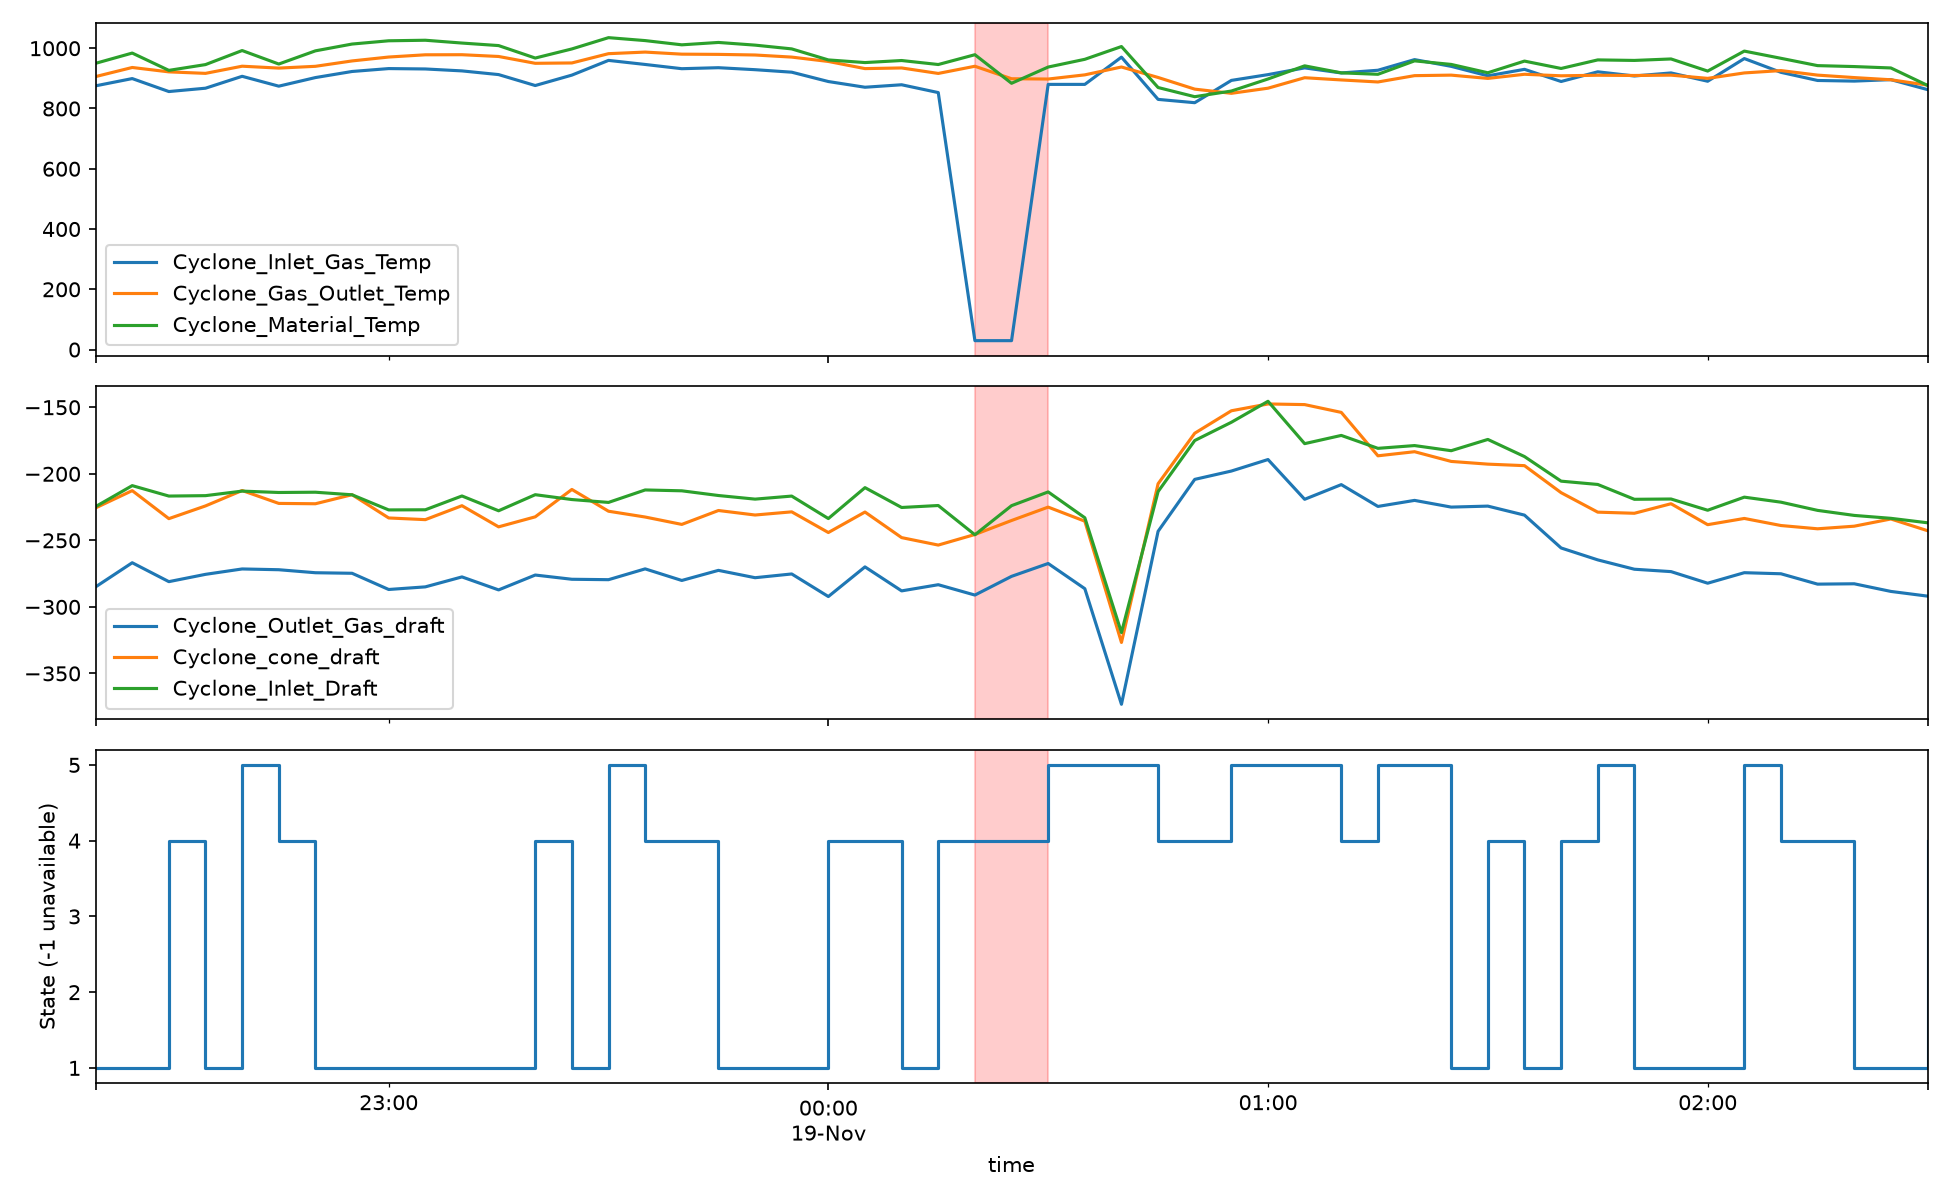 1000
800
600
400
200
0
Cyclone_Inlet_Gas_Temp
Cyclone_Gas_Outlet_Temp
Cyclone_Material_Temp
−150
−200
−250
−300
−350
Cyclone_Outlet_Gas_draft
Cyclone_cone_draft
Cyclone_Inlet_Draft
State (-1 unavailable)
5
4
3
2
1
23:00
00:00
19-Nov
01:00
02:00
time